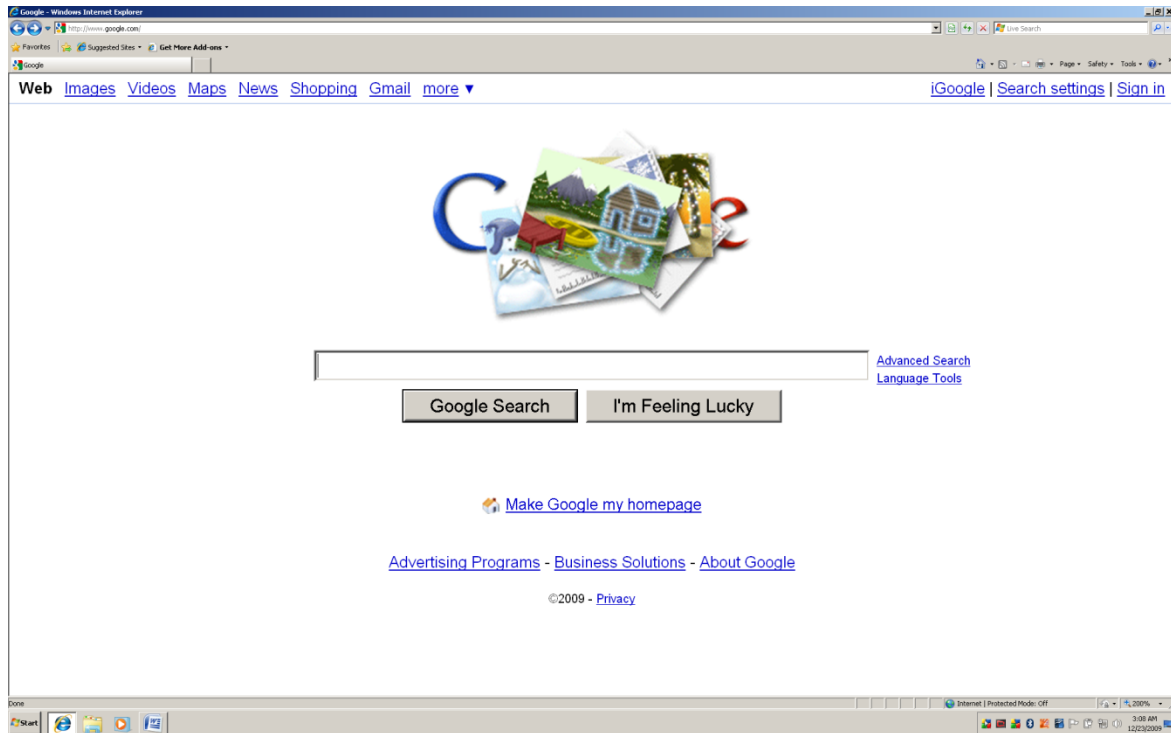 Google - Windows Internet Explorer
http://www.google.com/
Live Search
Favorites Suggested Sites Get More Add-ons
Google
Page Safety Tools
Web Images Videos Maps News Shopping Gmail more ▼
iGoogle | Search settings | Sign in
Advanced Search
Language Tools
Google Search I'm Feeling Lucky
Make Google my homepage
Advertising Programs - Business Solutions - About Google
©2009 - Privacy
Done
Internet | Protected Mode: Off
200%
Start
3:08 AM
12/23/2009